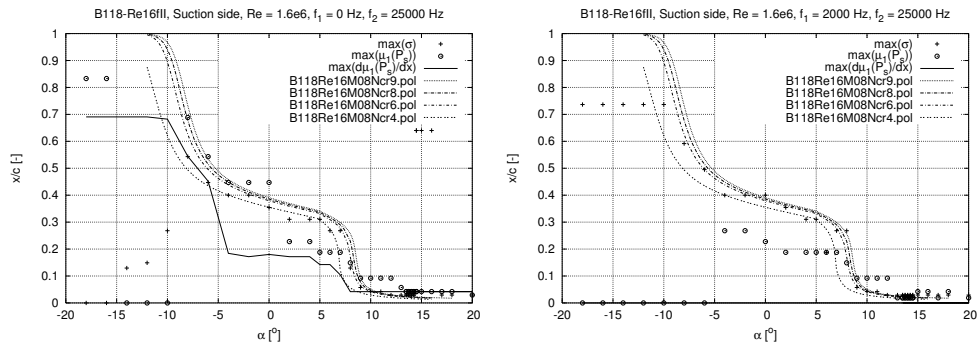 B118-Re16fII, Suction side, Re = 1.6e6, f₁ = 0 Hz, f₂ = 25000 Hz
1
0.9
0.8
0.7
0.6
0.5
0.4
0.3
0.2
0.1
0
x/c [-]
max(σ)
max(μ₁(Pₛ))
max(dμ₁(Pₛ)/dx)
B118Re16M08Ncr9.pol
B118Re16M08Ncr8.pol
B118Re16M08Ncr6.pol
B118Re16M08Ncr4.pol
-20 -15 -10 -5 0 5 10 15 20
α [°]
B118-Re16fII, Suction side, Re = 1.6e6, f₁ = 2000 Hz, f₂ = 25000 Hz
1
0.9
0.8
0.7
0.6
0.5
0.4
0.3
0.2
0.1
0
x/c [-]
max(σ)
max(μ₁(Pₛ))
max(dμ₁(Pₛ)/dx)
B118Re16M08Ncr9.pol
B118Re16M08Ncr8.pol
B118Re16M08Ncr6.pol
B118Re16M08Ncr4.pol
-20 -15 -10 -5 0 5 10 15 20
α [°]